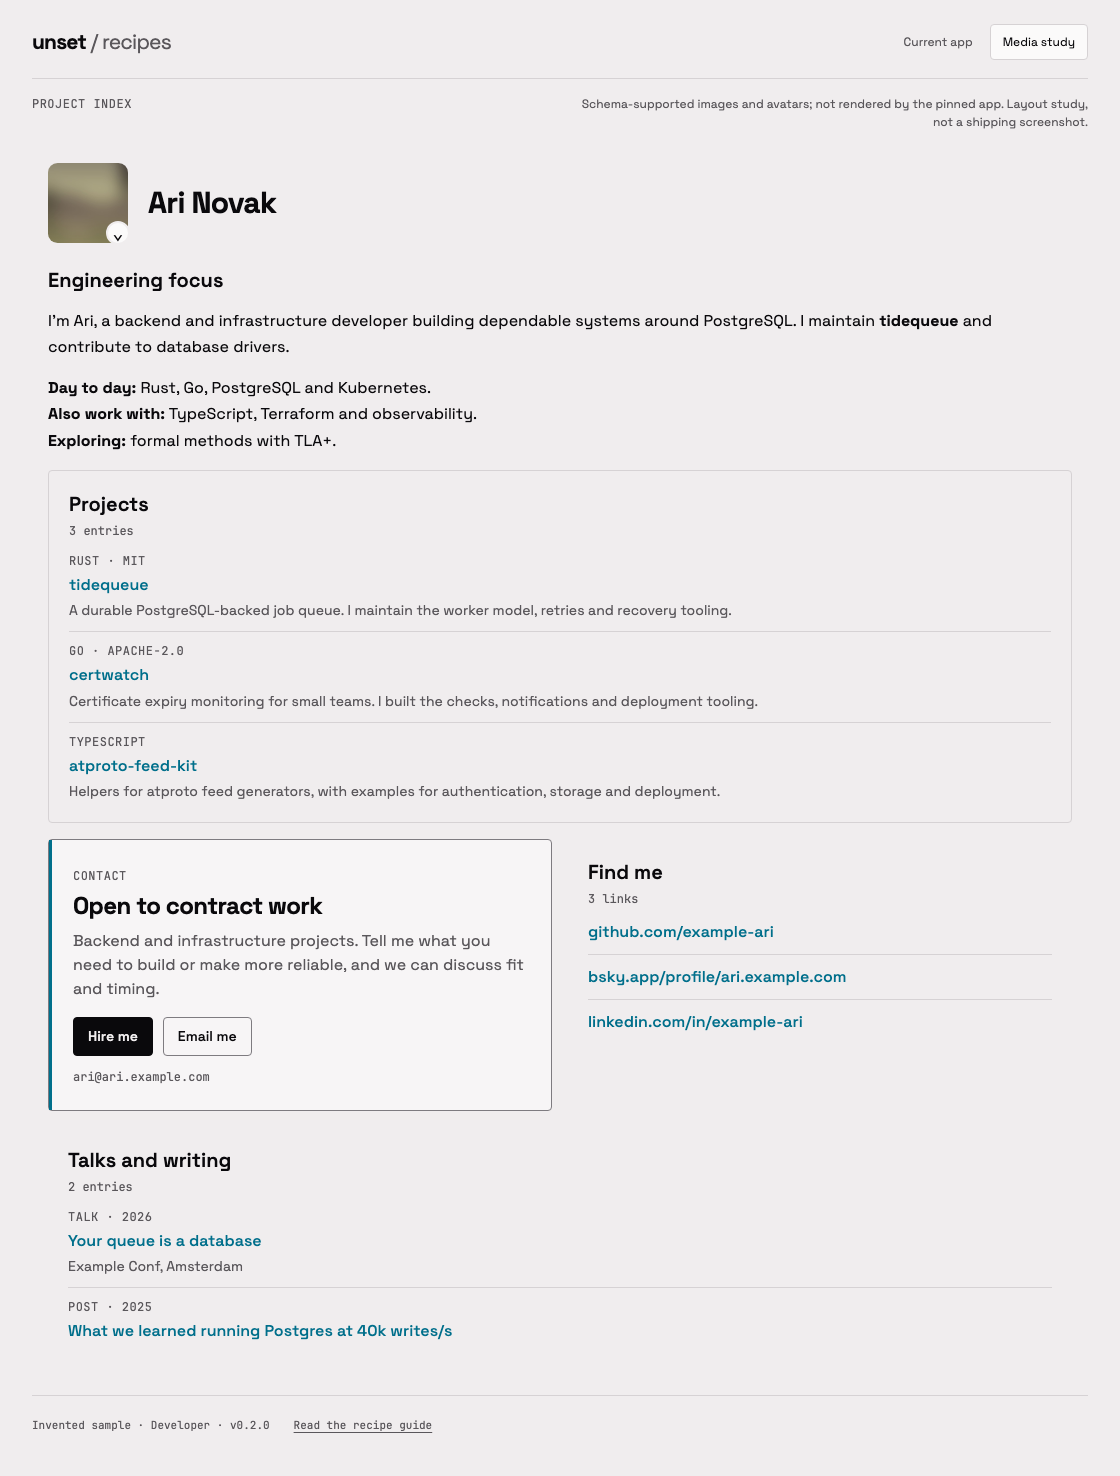 unset / recipes
Current app
Media study
PROJECT INDEX
Schema-supported images and avatars; not rendered by the pinned app. Layout study,
not a shipping screenshot.
Ari Novak
Engineering focus
I’m Ari, a backend and infrastructure developer building dependable systems around PostgreSQL. I maintain tidequeue and
contribute to database drivers.
Day to day: Rust, Go, PostgreSQL and Kubernetes.
Also work with: TypeScript, Terraform and observability.
Exploring: formal methods with TLA+.
Projects
3 entries
RUST · MIT
tidequeue
A durable PostgreSQL-backed job queue. I maintain the worker model, retries and recovery tooling.
GO · APACHE-2.0
certwatch
Certificate expiry monitoring for small teams. I built the checks, notifications and deployment tooling.
TYPESCRIPT
atproto-feed-kit
Helpers for atproto feed generators, with examples for authentication, storage and deployment.
CONTACT
Open to contract work
Backend and infrastructure projects. Tell me what you
need to build or make more reliable, and we can discuss fit
and timing.
Hire me
Email me
ari@ari.example.com
Find me
3 links
github.com/example-ari
bsky.app/profile/ari.example.com
linkedin.com/in/example-ari
Talks and writing
2 entries
TALK · 2026
Your queue is a database
Example Conf, Amsterdam
POST · 2025
What we learned running Postgres at 40k writes/s
Invented sample · Developer · v0.2.0
Read the recipe guide